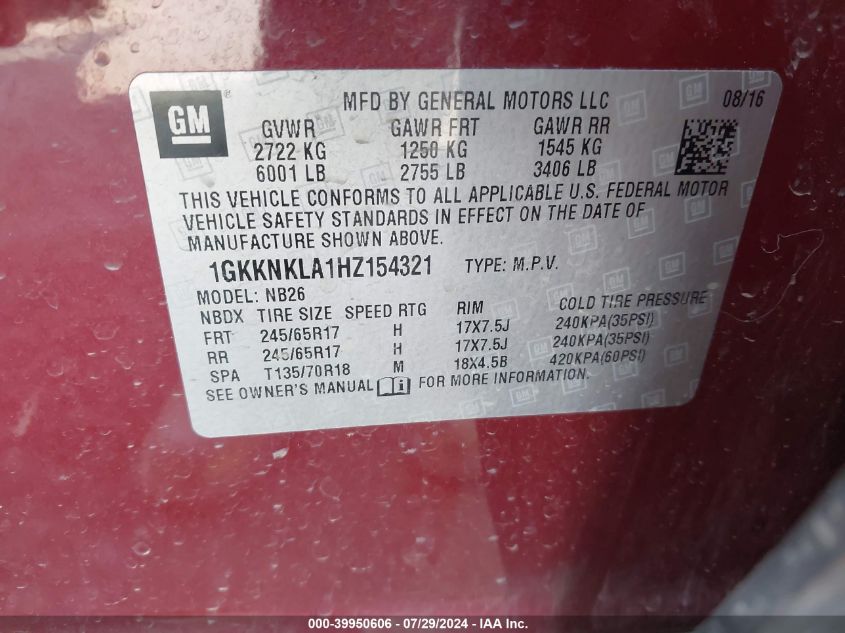 GM
MFD BY GENERAL MOTORS LLC 08/16
GVWR GAWR FRT GAWR RR
2722 KG 1250 KG 1545 KG
6001 LB 2755 LB 3406 LB
THIS VEHICLE CONFORMS TO ALL APPLICABLE U.S. FEDERAL MOTOR
VEHICLE SAFETY STANDARDS IN EFFECT ON THE DATE OF
MANUFACTURE SHOWN ABOVE.
1GKKNKLA1HZ154321 TYPE: M.P.V.
MODEL: NB26
NBDX TIRE SIZE SPEED RTG RIM COLD TIRE PRESSURE
FRT 245/65R17 H 17X7.5J 240KPA(35PSI)
RR 245/65R17 H 17X7.5J 240KPA(35PSI)
SPA T135/70R18 M 18X4.5B 420KPA(60PSI)
SEE OWNER'S MANUAL FOR MORE INFORMATION.
000-39950606 - 07/29/2024 - IAA Inc.